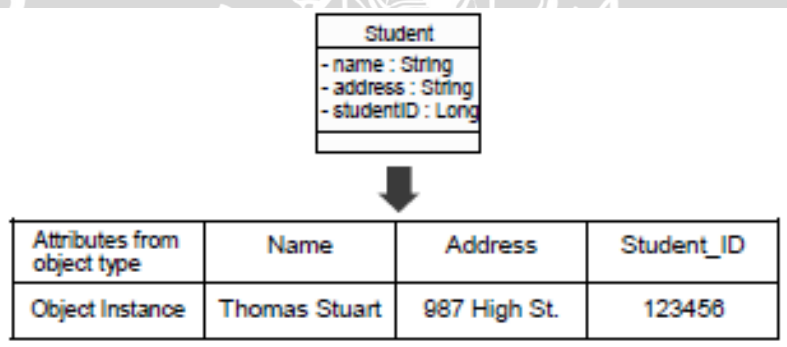 Student
- name : String
- address : String
- studentID : Long
Attributes from
object type
Name
Address
Student_ID
Object Instance
Thomas Stuart
987 High St.
123456